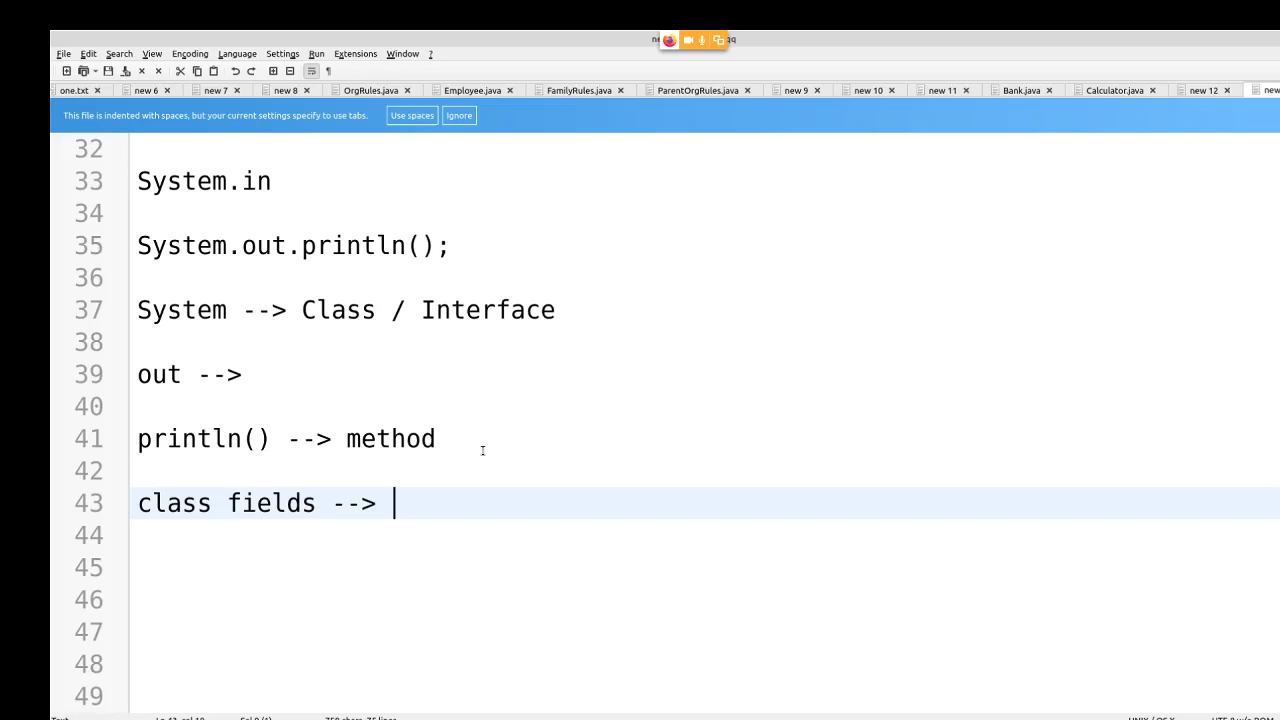 File Edit Search View Encoding Language Settings Run Extensions Window ?
one.txt new 6 new 7 new 8 OrgRules.java Employee.java FamilyRules.java ParentOrgRules.java new 9 new 10 new 11 Bank.java Calculator.java new 12 new
This file is indented with spaces, but your current settings specify to use tabs. Use spaces Ignore
32
33 System.in
34
35 System.out.println();
36
37 System --> Class / Interface
38
39 out -->
40
41 println() --> method
42
43 class fields -->
44
45
46
47
48
49